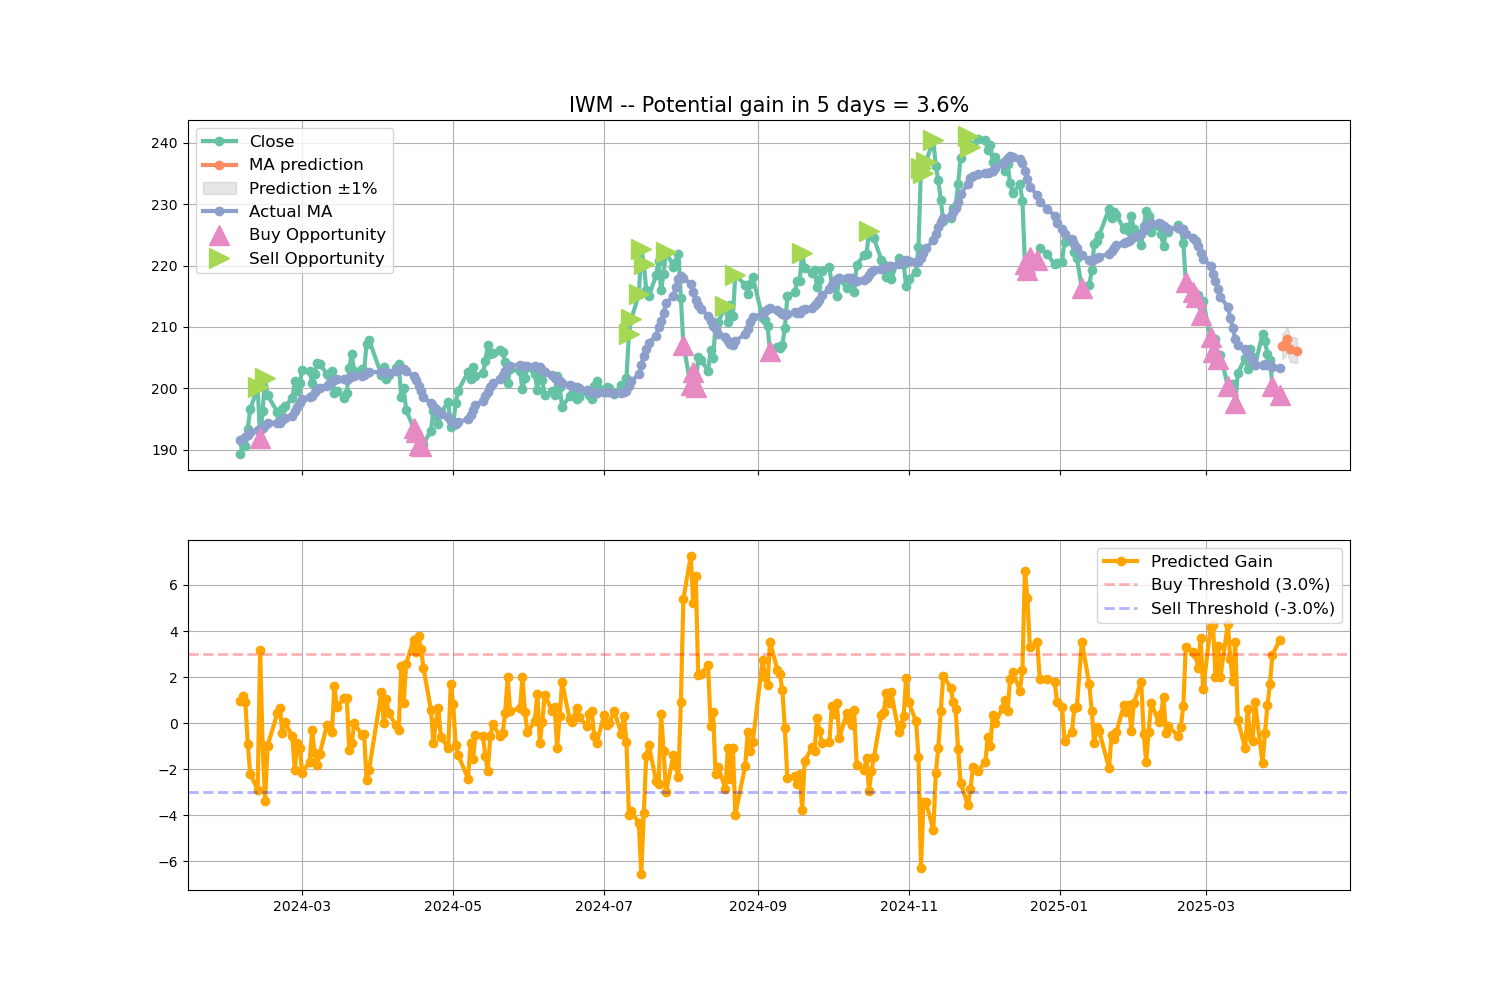 IWM -- Potential gain in 5 days = 3.6%
240
230
220
210
200
190
Close
MA prediction
Prediction ±1%
Actual MA
Buy Opportunity
Sell Opportunity
6
4
2
0
−2
−4
−6
Predicted Gain
Buy Threshold (3.0%)
Sell Threshold (-3.0%)
2024-03
2024-05
2024-07
2024-09
2024-11
2025-01
2025-03